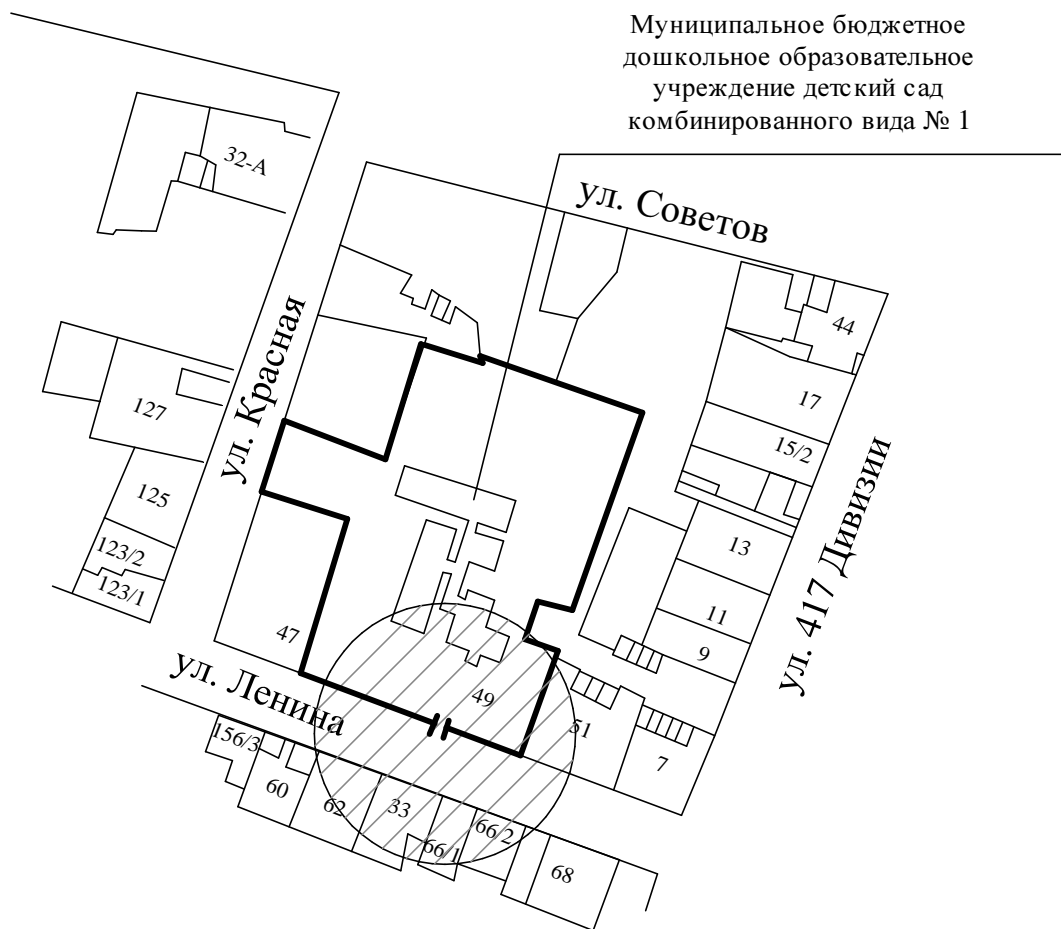 Муниципальное бюджетное
дошкольное образовательное
учреждение детский сад
комбинированного вида № 1
32-А
ул. Советов
44
ул. Красная
17
127
15/2
125
13
123/2
123/1
11
9
ул. 417 Дивизии
47
ул. Ленина
49
51
7
156/3
60
62
33
66/1
66/2
68